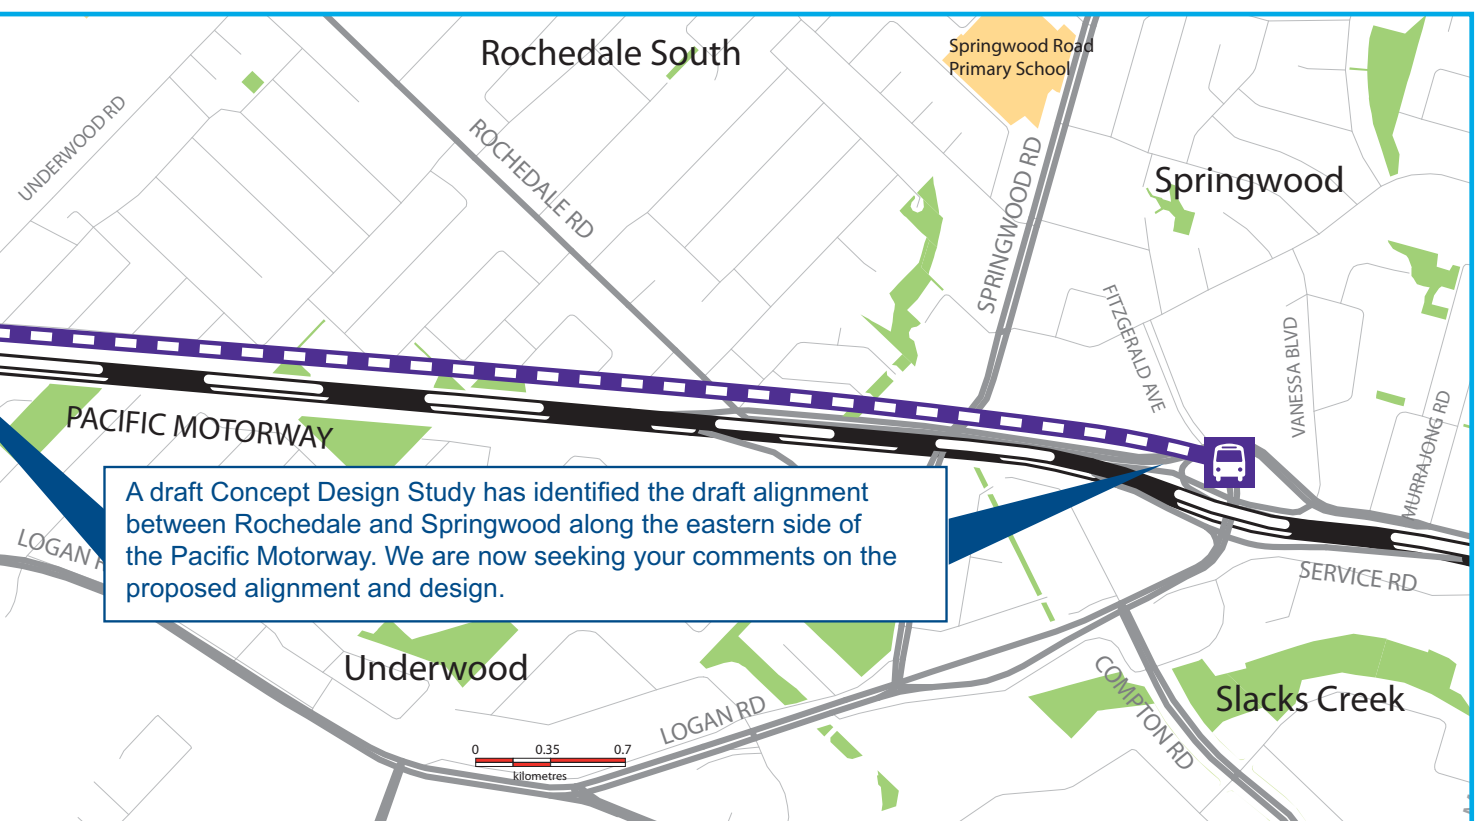 Rochedale South
Springwood Road
Primary School
UNDERWOOD RD
ROCHEDALE RD
SPRINGWOOD RD
Springwood
FITZGERALD AVE
VANESSA BLVD
MURRAJONG RD
PACIFIC MOTORWAY
A draft Concept Design Study has identified the draft alignment
between Rochedale and Springwood along the eastern side of
the Pacific Motorway. We are now seeking your comments on the
proposed alignment and design.
LOGAN
SERVICE RD
Underwood
LOGAN RD
COMPTON RD
Slacks Creek
0 0.35 0.7
kilometres